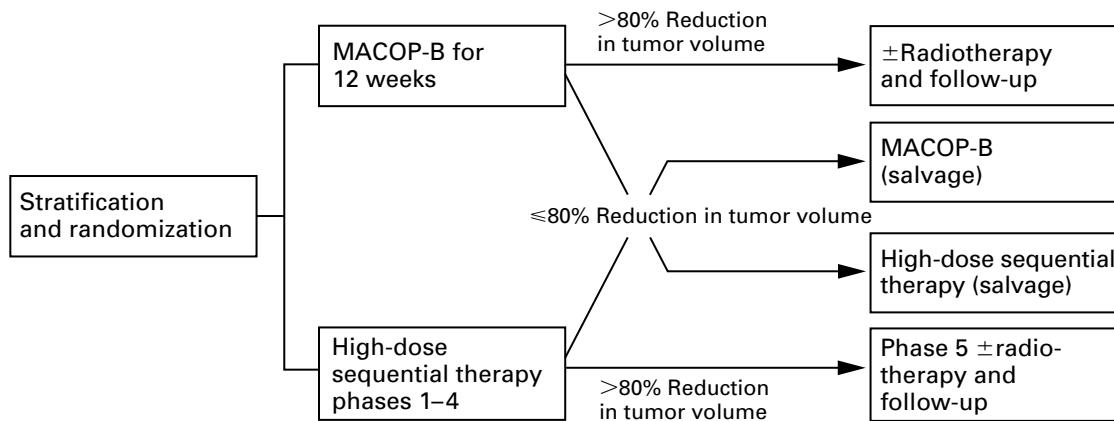 Stratification
and randomization
MACOP-B for
12 weeks
>80% Reduction
in tumor volume
±Radiotherapy
and follow-up
MACOP-B
(salvage)
≤80% Reduction in tumor volume
High-dose sequential
therapy (salvage)
High-dose
sequential therapy
phases 1–4
>80% Reduction
in tumor volume
Phase 5 ±radio-
therapy and
follow-up